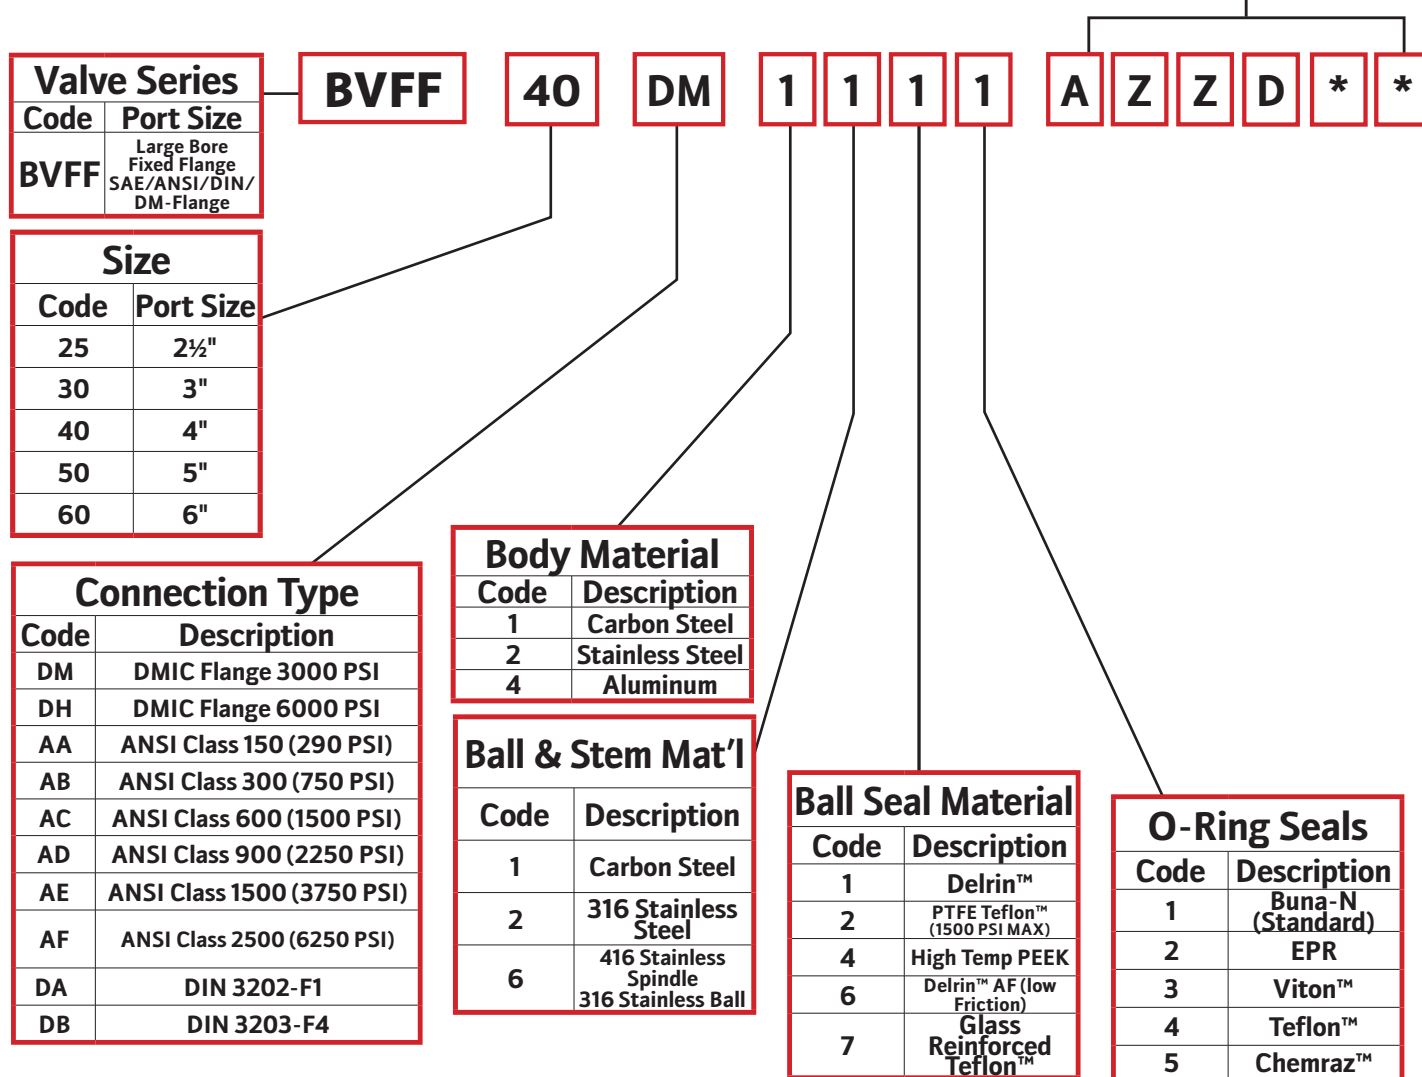 BVFF 40 DM 1 1 1 1 A Z Z D * *
Valve Series
Code Port Size
BVFF
Large Bore
Fixed Flange
SAE/ANSI/DIN/
DM-Flange
Size
Code Port Size
25 2½"
30 3"
40 4"
50 5"
60 6"
Connection Type
Code Description
DM DMIC Flange 3000 PSI
DH DMIC Flange 6000 PSI
AA ANSI Class 150 (290 PSI)
AB ANSI Class 300 (750 PSI)
AC ANSI Class 600 (1500 PSI)
AD ANSI Class 900 (2250 PSI)
AE ANSI Class 1500 (3750 PSI)
AF ANSI Class 2500 (6250 PSI)
DA DIN 3202-F1
DB DIN 3203-F4
Body Material
Code Description
1 Carbon Steel
2 Stainless Steel
4 Aluminum
Ball & Stem Mat’l
Code Description
1 Carbon Steel
2 316 Stainless
Steel
6 416 Stainless
Spindle
316 Stainless Ball
Ball Seal Material
Code Description
1 Delrin™
2 PTFE Teflon™
(1500 PSI MAX)
4 High Temp PEEK
6 Delrin™ AF (low
Friction)
7 Glass
Reinforced
Teflon™
O-Ring Seals
Code Description
1 Buna-N
(Standard)
2 EPR
3 Viton™
4 Teflon™
5 Chemraz™